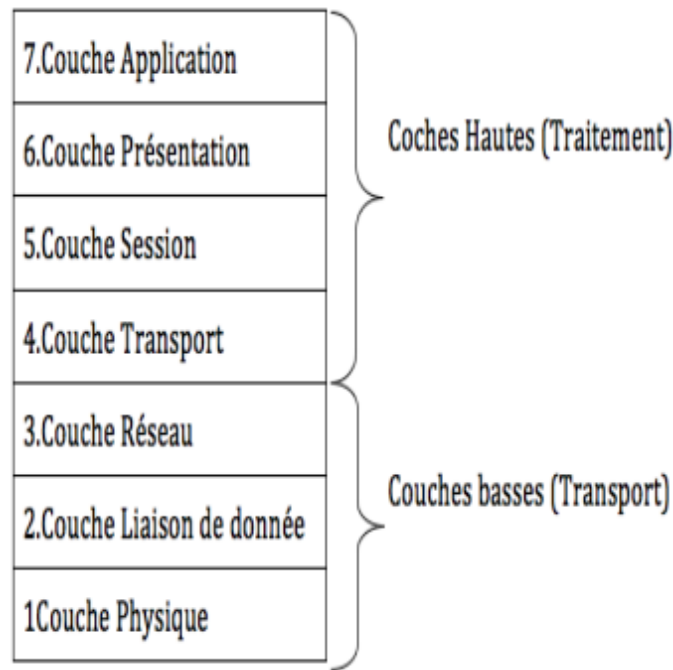 7.Couche Application
6.Couche Présentation
5.Couche Session
4.Couche Transport
3.Couche Réseau
2.Couche Liaison de donnée
1Couche Physique
Coches Hautes (Traitement)
Couches basses (Transport)